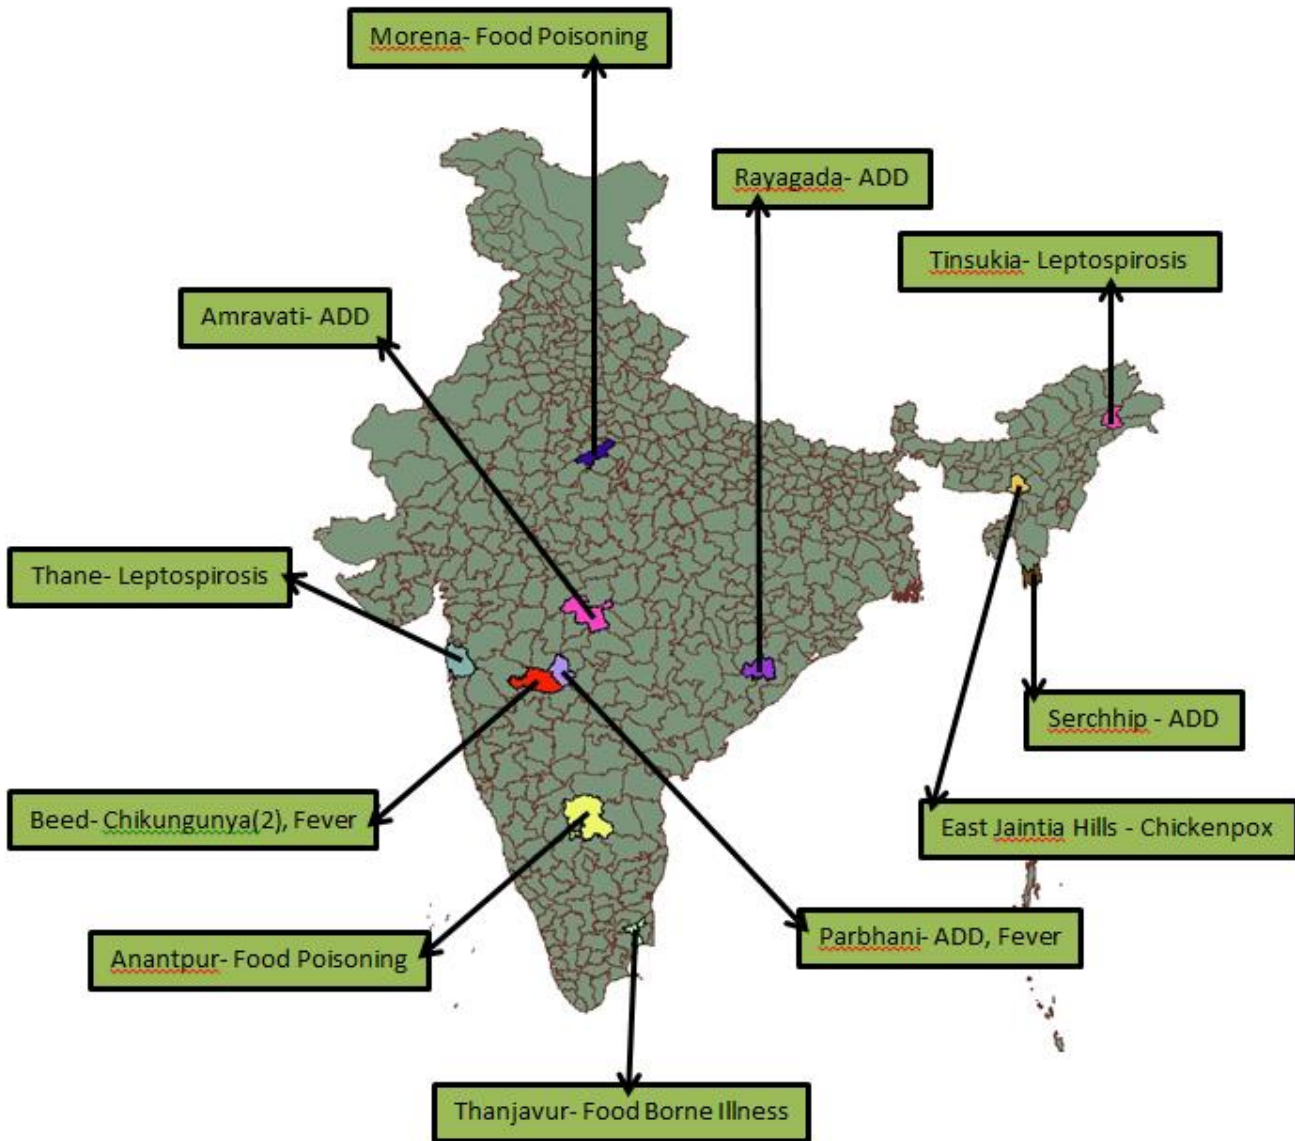 Morena- Food Poisoning
Rayagada- ADD
Tinsukia- Leptospirosis
Amravati- ADD
Thane- Leptospirosis
Serchhip - ADD
Beed- Chikungunya(2), Fever
East Jaintia Hills - Chickenpox
Parbhani- ADD, Fever
Anantpur- Food Poisoning
Thanjavur- Food Borne Illness